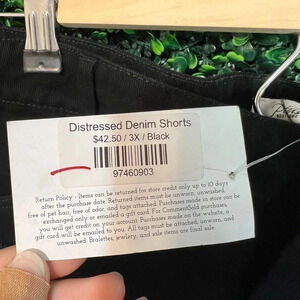 Distressed Denim Shorts
$42.50 / 3X / Black
97460903
Return Policy - Items can be returned for store credit only up to 10 days
after the purchase date. Returned items must be unworn, unwashed,
free of pet hair, free of odor, and tags attached. Purchases made in store can be
exchanged only or emailed a gift card. For CommentSold purchases,
you will get credit on your account. Purchases made on the website, a
gift card will be emailed to you. All tags must be attached, unworn, and
unwashed. Bralettes, jewelry, and sale items are final sale.